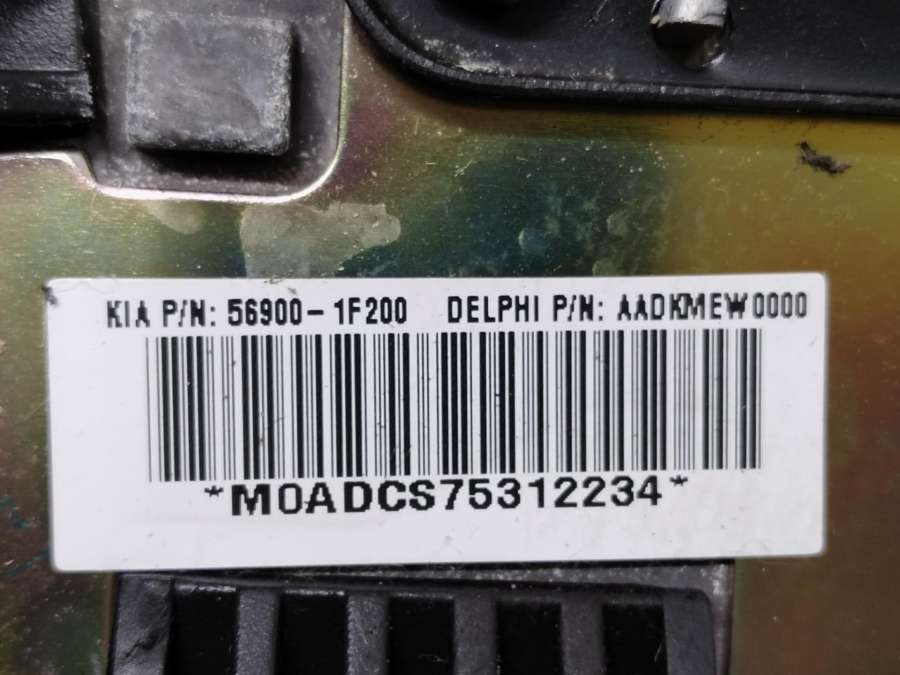 KIA P/N: 56900-1F200 DELPHI P/N: AADKMEW0000
*M0ADCS75312234*